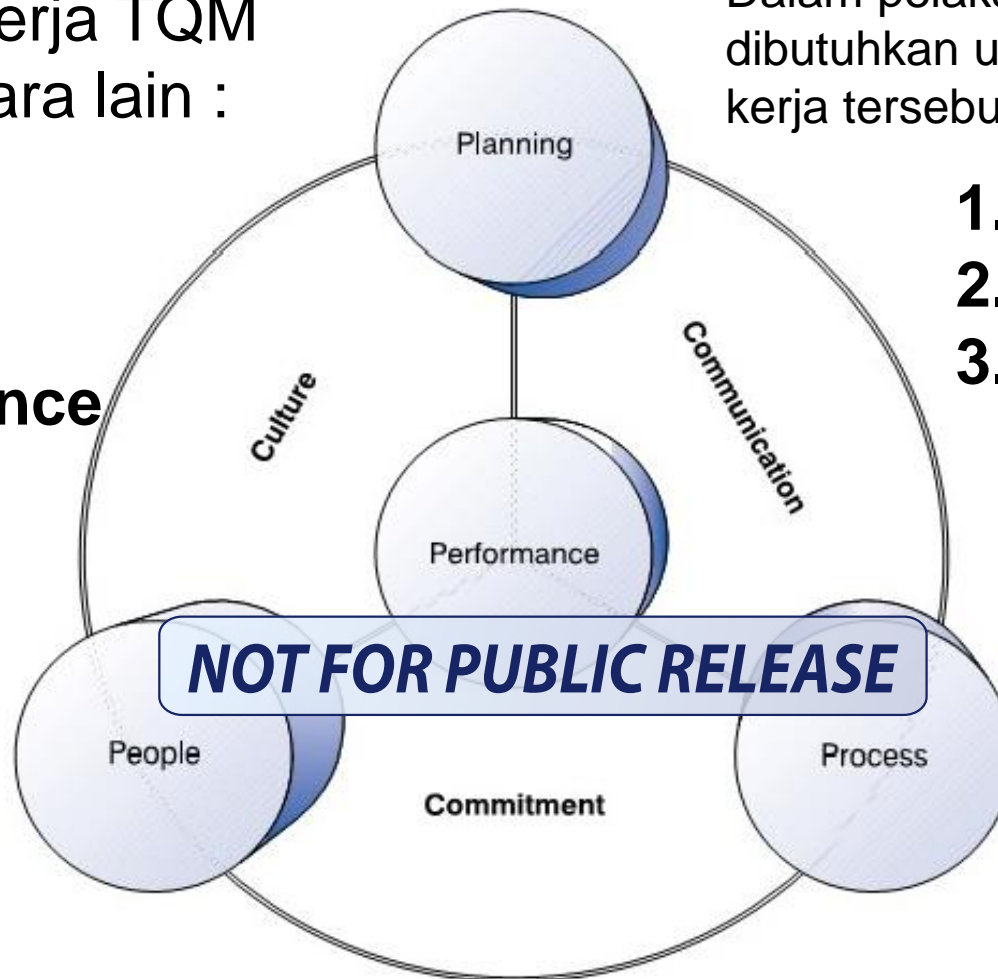 erja TQM
ara lain :
dibutuhkan u
kerja tersebu
1.
2.
3.
nce
Planning
Culture
Communication
Performance
NOT FOR PUBLIC RELEASE
People
Process
Commitment